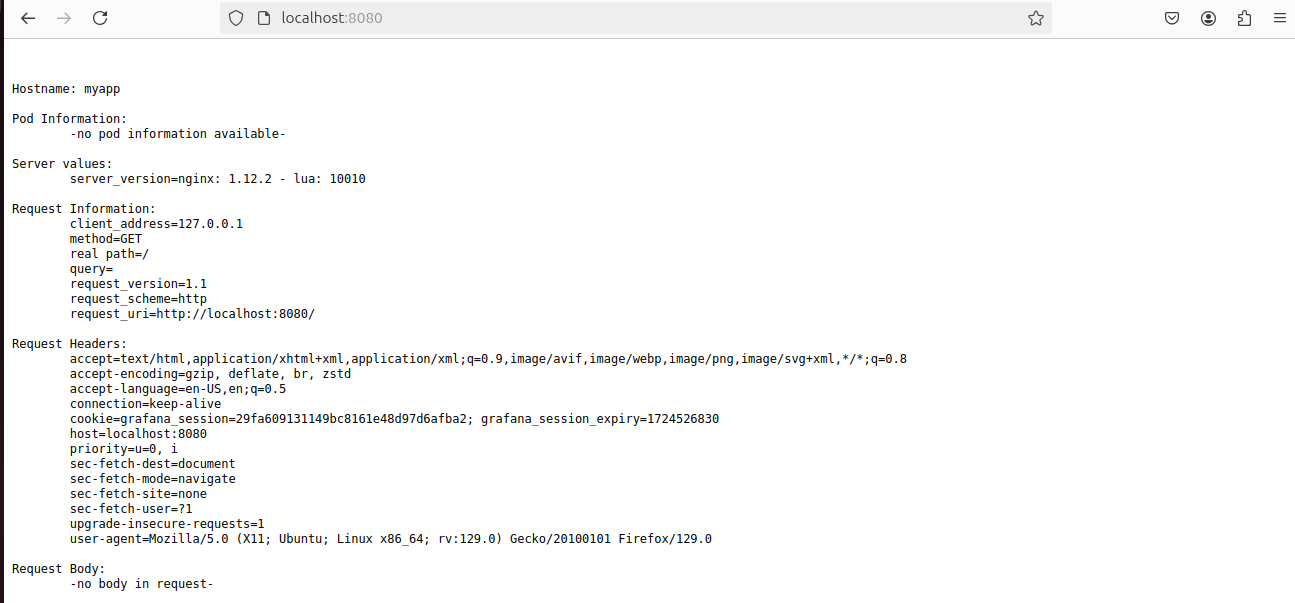 localhost:8080
Hostname: myapp
Pod Information:
-no pod information available-
Server values:
server_version=nginx: 1.12.2 - lua: 10010
Request Information:
client_address=127.0.0.1
method=GET
real path=/
query=
request_version=1.1
request_scheme=http
request_uri=http://localhost:8080/
Request Headers:
accept=text/html,application/xhtml+xml,application/xml;q=0.9,image/avif,image/webp,image/png,image/svg+xml,*/*;q=0.8
accept-encoding=gzip, deflate, br, zstd
accept-language=en-US,en;q=0.5
connection=keep-alive
cookie=grafana_session=29fa609131149bc8161e48d97d6afba2; grafana_session_expiry=1724526830
host=localhost:8080
priority=u=0, i
sec-fetch-dest=document
sec-fetch-mode=navigate
sec-fetch-site=none
sec-fetch-user=?1
upgrade-insecure-requests=1
user-agent=Mozilla/5.0 (X11; Ubuntu; Linux x86_64; rv:129.0) Gecko/20100101 Firefox/129.0
Request Body:
-no body in request-